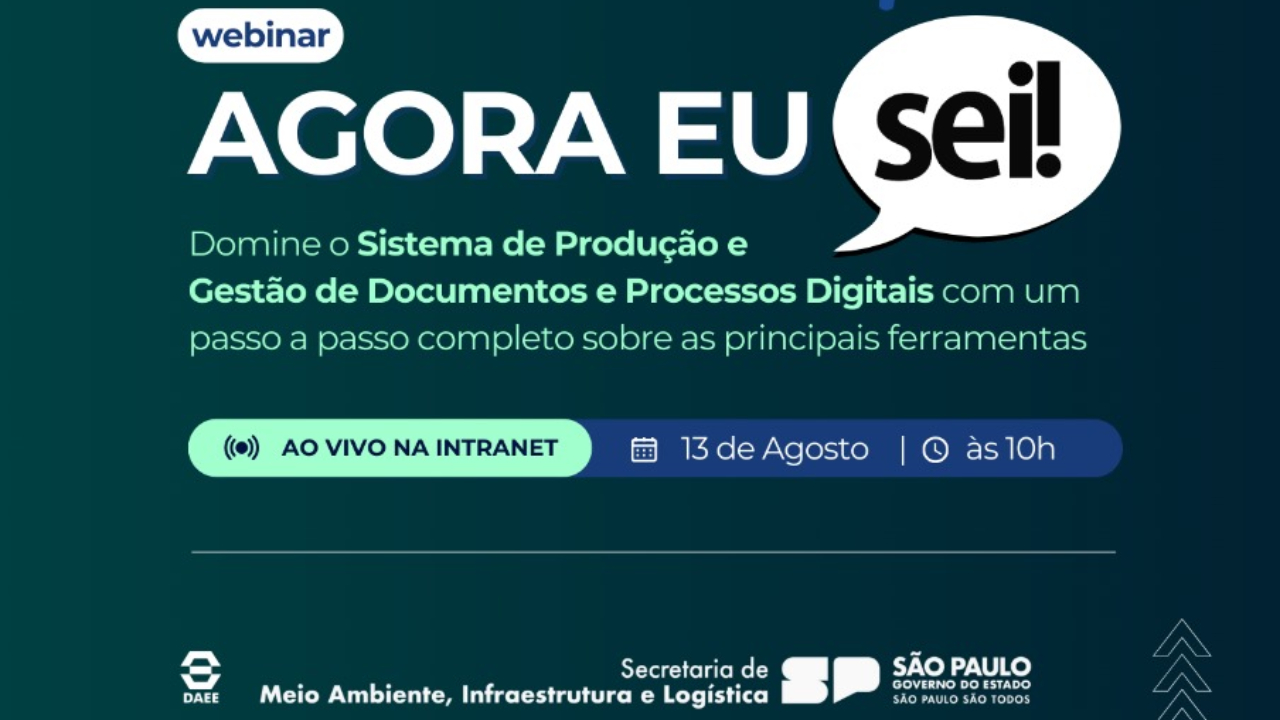 webinar
AGORA EU sei!
Domine o Sistema de Produção e
Gestão de Documentos e Processos Digitais com um
passo a passo completo sobre as principais ferramentas
AO VIVO NA INTRANET 13 de Agosto | às 10h
DAEE
Secretaria de
Meio Ambiente, Infraestrutura e Logística
SP
SÃO PAULO
GOVERNO DO ESTADO
SÃO PAULO SÃO TODOS